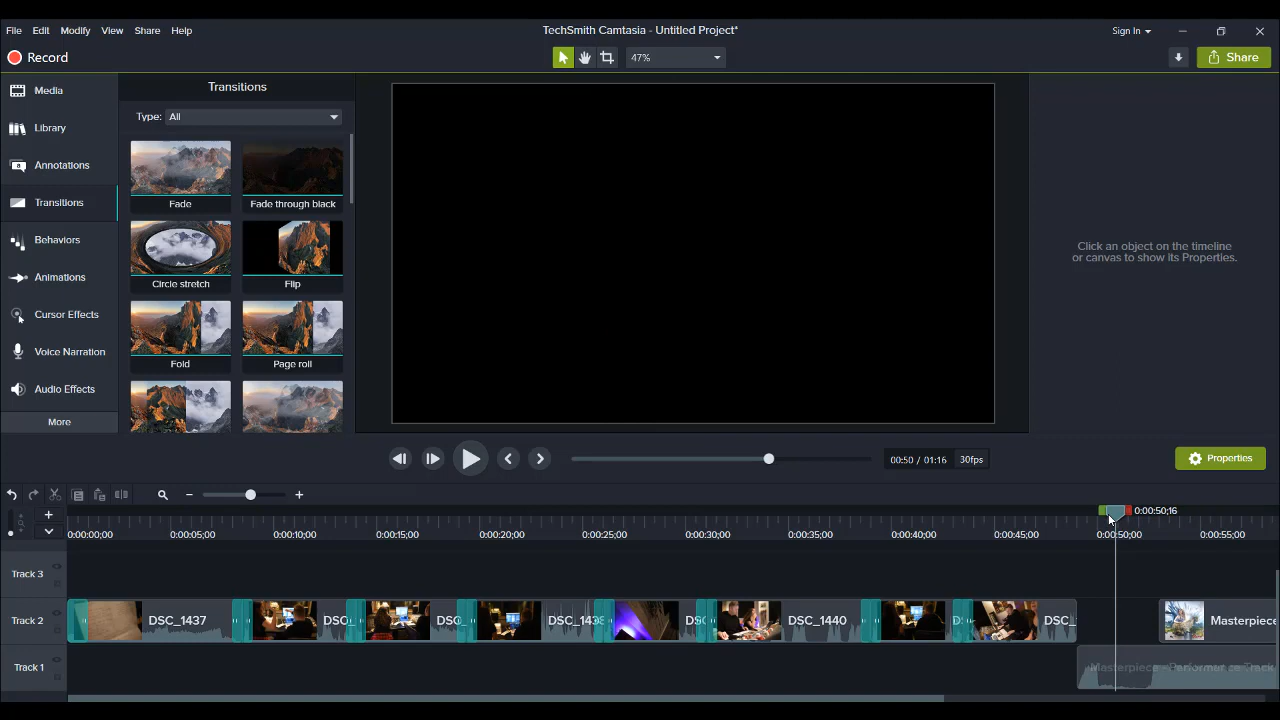 TechSmith Camtasia - Untitled Project*
File Edit Modify View Share Help
Sign In
Record
47%
Share
Media
Library
Annotations
Transitions
Behaviors
Animations
Cursor Effects
Voice Narration
Audio Effects
More
Transitions
Type: All
Fade
Fade through black
Circle stretch
Flip
Fold
Page roll
Click an object on the timeline
or canvas to show its Properties.
00:50 / 01:16
30fps
Properties
0:00:50;16
0:00:00;00 0:00:05;00 0:00:10;00 0:00:15;00 0:00:20;00 0:00:25;00 0:00:30;00 0:00:35;00 0:00:40;00 0:00:45;00 0:00:50;00 0:00:55;00
Track 3
Track 2
DSC_1437
DSC_1440
Masterpiece
Track 1
Masterpiece - Performance Track